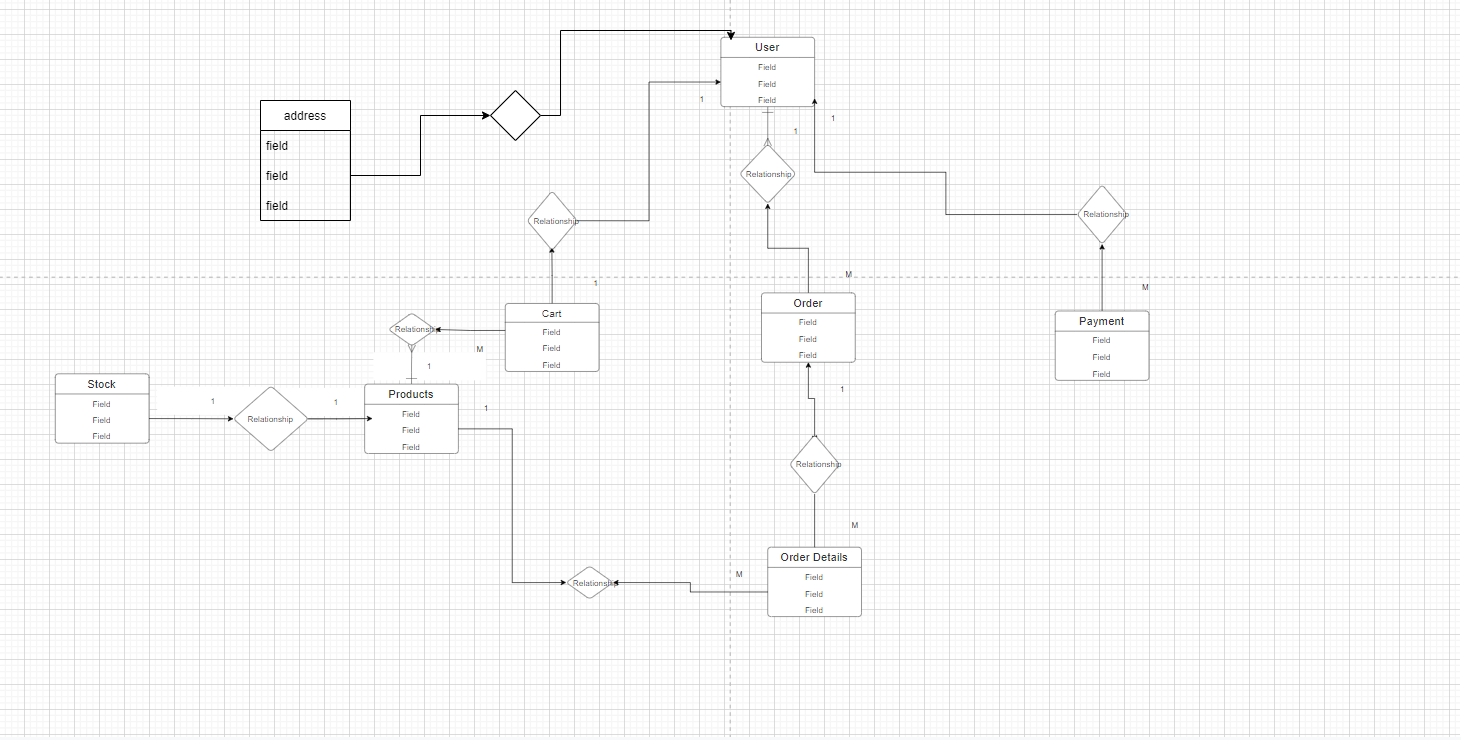 User
Field
Field
Field
1
address
field
field
field
1
1
Relationship
Relationship
Relationship
M
1
M
Order
Field
Field
Field
Cart
Field
Field
Field
Payment
Field
Field
Field
Relationship
M
1
Stock
Field
Field
Field
1
Relationship
1
Products
Field
Field
Field
1
1
Relationship
M
Order Details
Field
Field
Field
M
Relationship